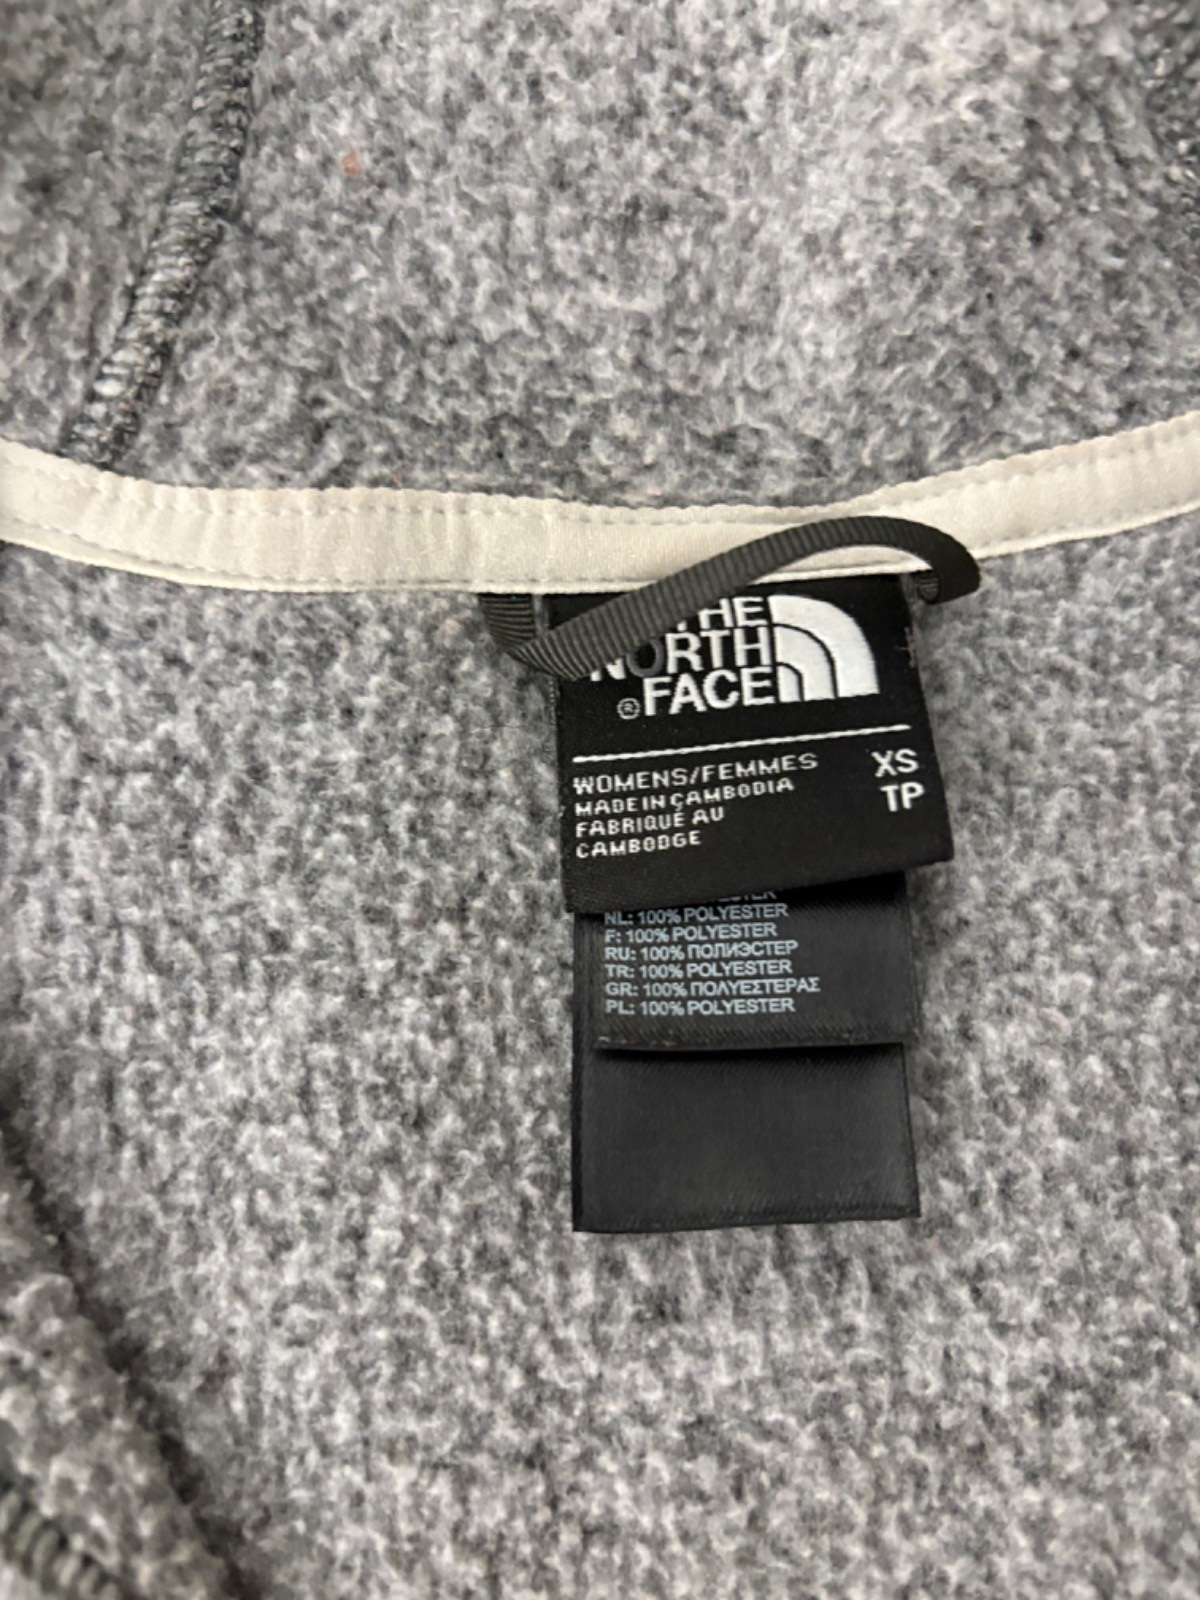 THE
NORTH
®FACE
WOMENS/FEMMES XS
MADE IN CAMBODIA TP
FABRIQUÉ AU
CAMBODGE
NL: 100% POLYESTER
F: 100% POLYESTER
RU: 100% ПОЛИЭСТЕР
TR: 100% POLYESTER
GR: 100% ΠΟΛΥΕΣΤΕΡΑΣ
PL: 100% POLYESTER